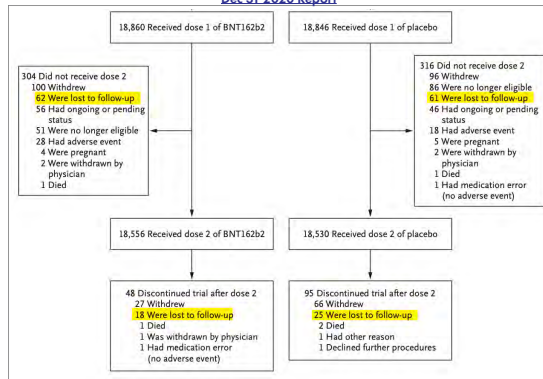 Dec 31 2020 Report
18,860 Received dose 1 of BNT162b2
18,846 Received dose 1 of placebo
304 Did not receive dose 2
100 Withdrew
62 Were lost to follow-up
56 Had ongoing or pending
status
51 Were no longer eligible
28 Had adverse event
4 Were pregnant
2 Were withdrawn by
physician
1 Died
316 Did not receive dose 2
96 Withdrew
86 Were no longer eligible
61 Were lost to follow-up
46 Had ongoing or pending
status
18 Had adverse event
5 Were pregnant
2 Were withdrawn by
physician
1 Died
1 Had medication error
(no adverse event)
18,556 Received dose 2 of BNT162b2
18,530 Received dose 2 of placebo
48 Discontinued trial after dose 2
27 Withdrew
18 Were lost to follow-up
1 Died
1 Was withdrawn by physician
1 Had medication error
(no adverse event)
95 Discontinued trial after dose 2
66 Withdrew
25 Were lost to follow-up
2 Died
1 Had other reason
1 Declined further procedures